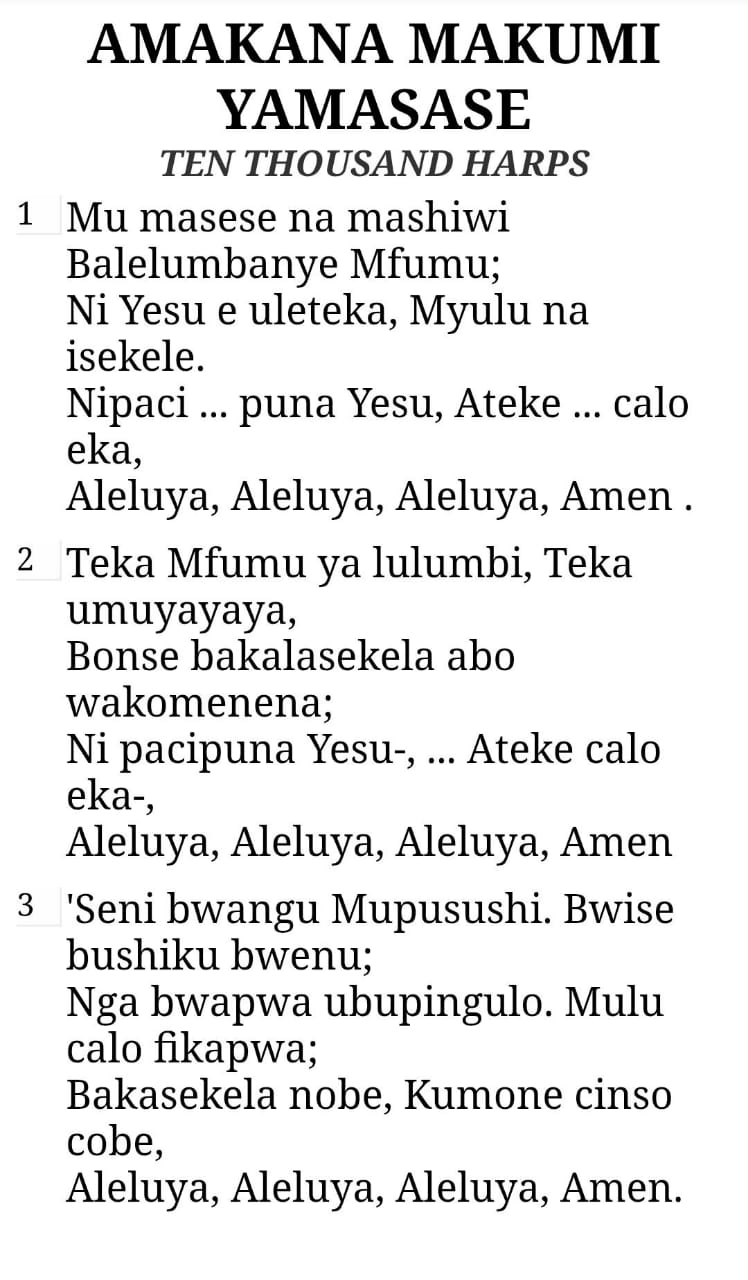 AMAKANA MAKUMI
YAMASASE
TEN THOUSAND HARPS
1 Mu masese na mashiwi
Balelumbanye Mfumu;
Ni Yesu e uleteka, Myulu na
isekele.
Nipaci ... puna Yesu, Ateke ... calo
eka,
Aleluya, Aleluya, Aleluya, Amen .
2 Teka Mfumu ya lulumbi, Teka
umuyayaya,
Bonse bakalasekela abo
wakomenena;
Ni pacipuna Yesu-, ... Ateke calo
eka-,
Aleluya, Aleluya, Aleluya, Amen
3 'Seni bwangu Mupusushi. Bwise
bushiku bwenu;
Nga bwapwa ubupingulo. Mulu
calo fikapwa;
Bakasekela nobe, Kumone cinso
cobe,
Aleluya, Aleluya, Aleluya, Amen.